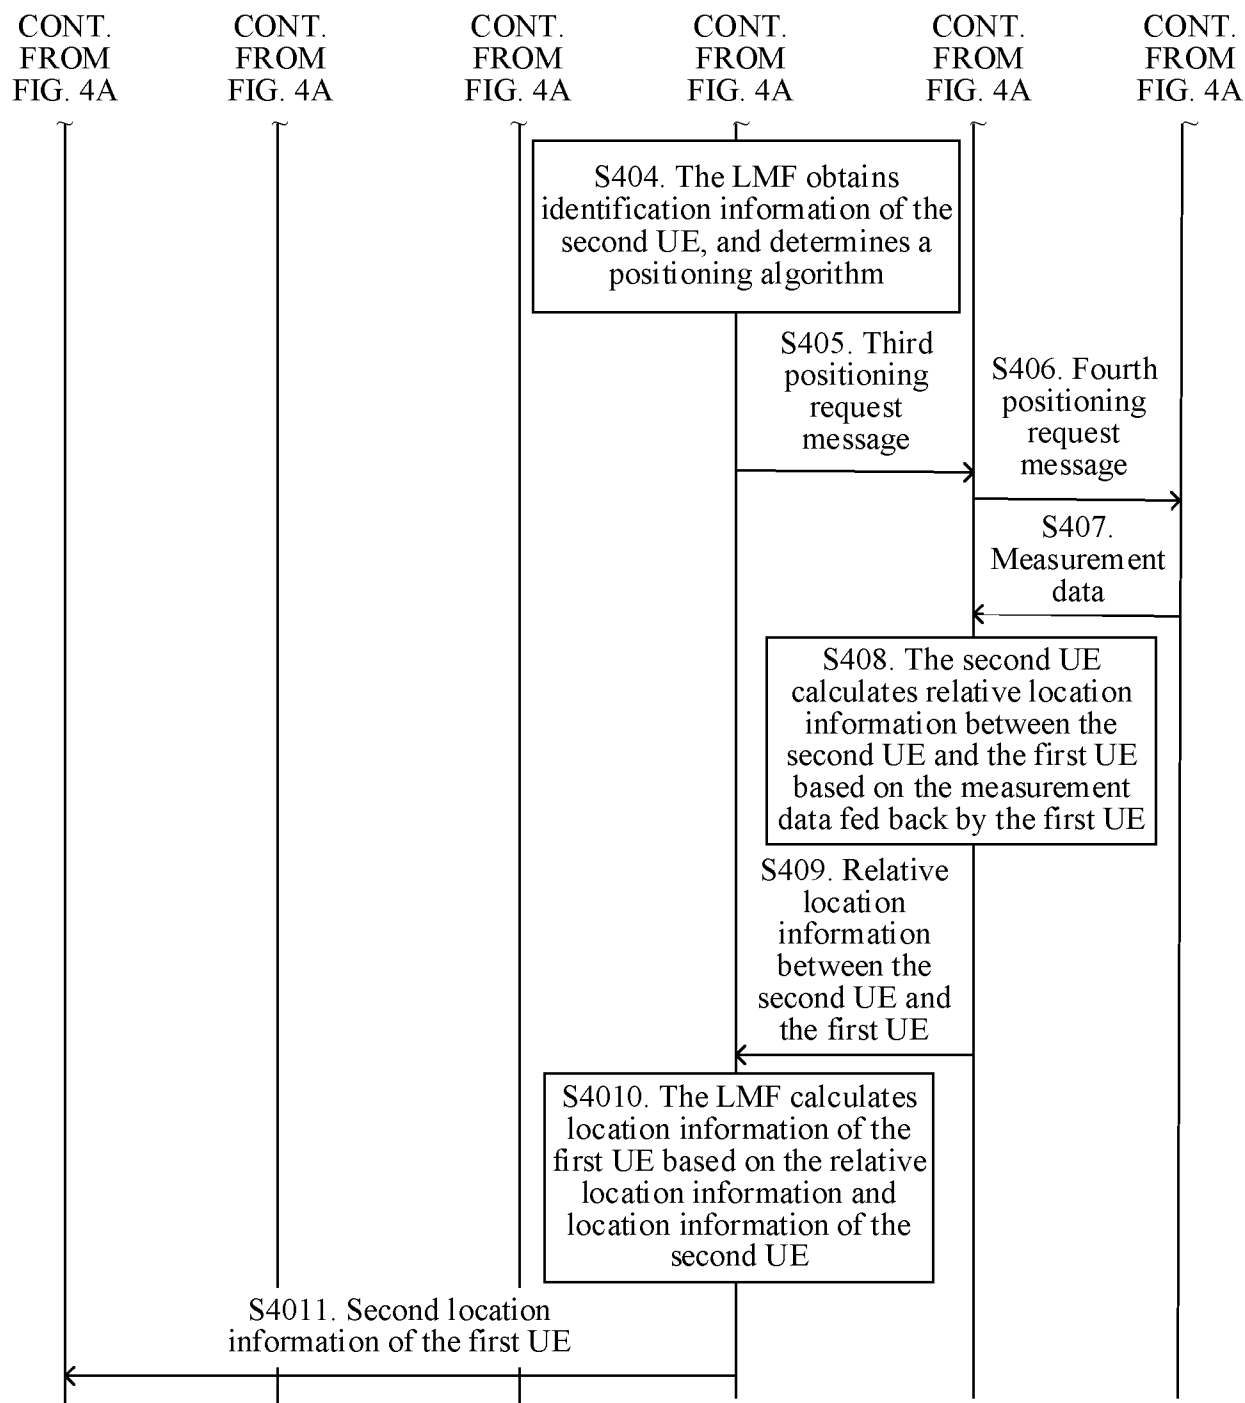 CONT.
FROM
FIG. 4A
CONT.
FROM
FIG. 4A
CONT.
FROM
FIG. 4A
CONT.
FROM
FIG. 4A
CONT.
FROM
FIG. 4A
CONT.
FROM
FIG. 4A
S404. The LMF obtains
identification information of the
second UE, and determines a
positioning algorithm
S405. Third
positioning
request
message
S406. Fourth
positioning
request
message
S407.
Measurement
data
S408. The second UE
calculates relative location
information between the
second UE and the first UE
based on the measurement
data fed back by the first UE
S409. Relative
location
information
between the
second UE and
the first UE
S4010. The LMF calculates
location information of the
first UE based on the relative
location information and
location information of the
second UE
S4011. Second location
information of the first UE